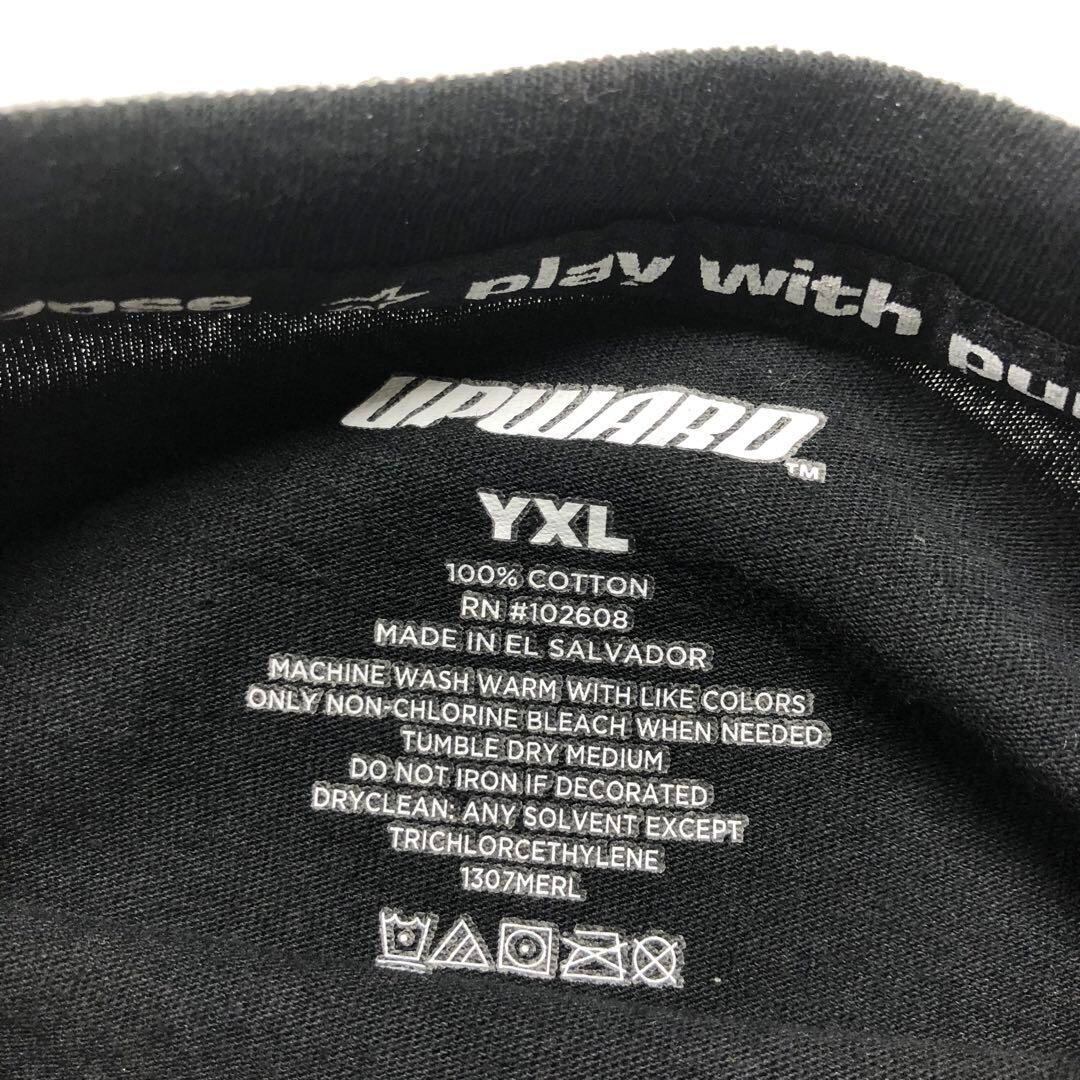 play with
UPWARD
TM
YXL
100% COTTON
RN #102608
MADE IN EL SALVADOR
MACHINE WASH WARM WITH LIKE COLORS
ONLY NON-CHLORINE BLEACH WHEN NEEDED
TUMBLE DRY MEDIUM
DO NOT IRON IF DECORATED
DRYCLEAN: ANY SOLVENT EXCEPT
TRICHLORCETHYLENE
1307MERL